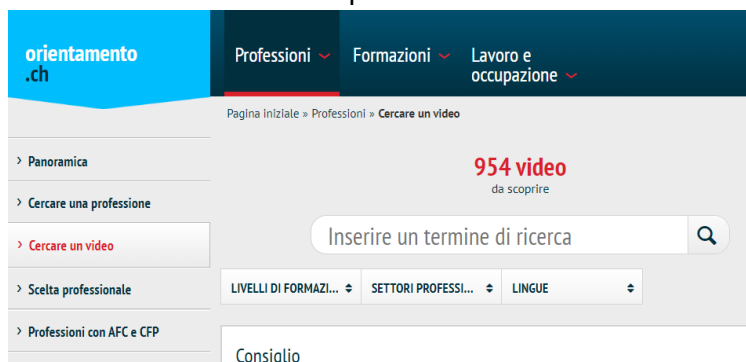 orientamento
.ch
Professioni
Formazioni
Lavoro e
occupazione
Pagina iniziale » Professioni » Cercare un video
› Panoramica
› Cercare una professione
› Cercare un video
› Scelta professionale
› Professioni con AFC e CFP
954 video
da scoprire
Inserire un termine di ricerca
LIVELLI DI FORMAZI...
SETTORI PROFESSI...
LINGUE
Consiglio